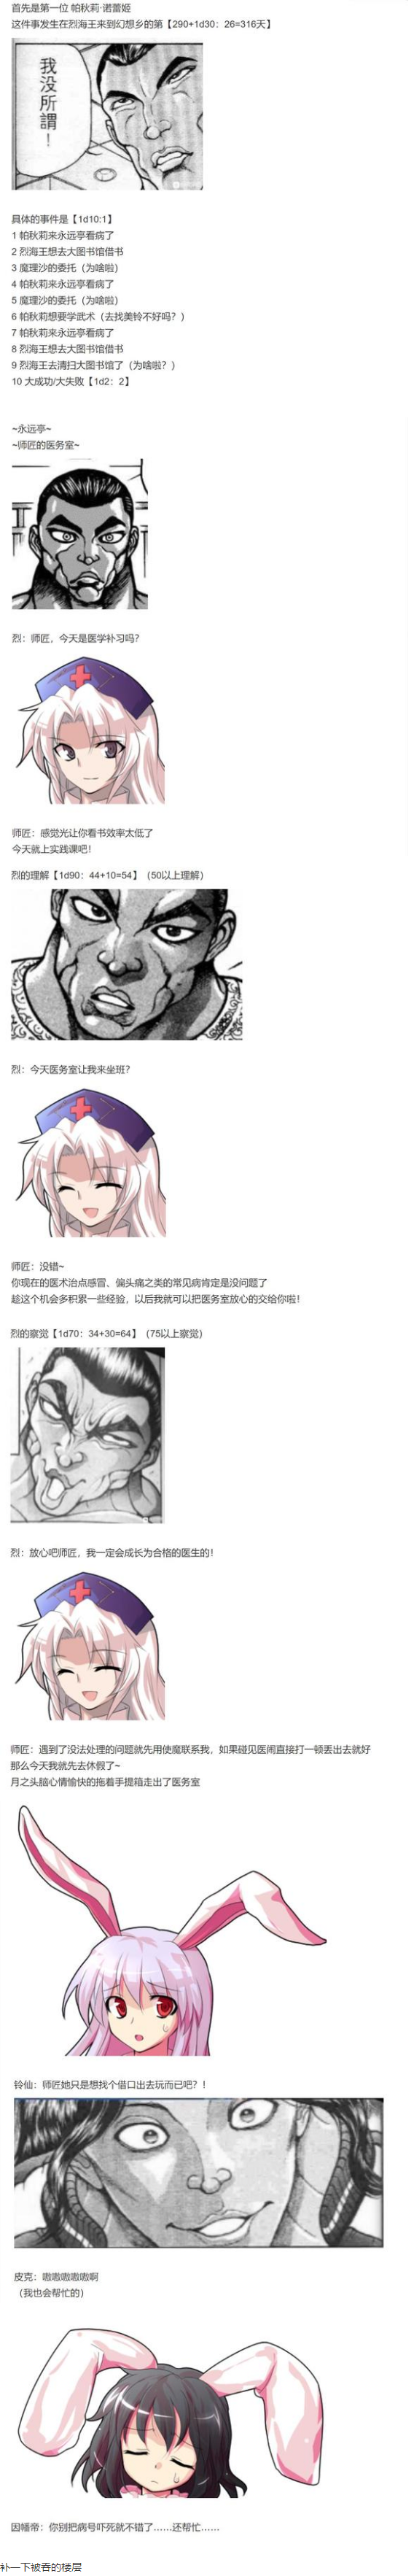 首先是第一位 帕秋莉·诺蕾姬
这件事发生在烈海王来到幻想乡的第【290+1d30：26=316天】
我没所謂！
具体的事件是【1d10:1】
1 帕秋莉来永远亭看病了
2 烈海王想去大图书馆借书
3 魔理沙的委托（为啥啦）
4 帕秋莉来永远亭看病了
5 魔理沙的委托（为啥啦）
6 帕秋莉想要学武术（去找美铃不好吗？）
7 帕秋莉来永远亭看病了
8 烈海王想去大图书馆借书
9 烈海王去清扫大图书馆了（为啥啦？）
10 大成功/大失败【1d2：2】
~永远亭~
~师匠的医务室~
烈：师匠，今天是医学补习吗？
师匠：感觉光让你看书效率太低了
今天就上实践课吧！
烈的理解【1d90：44+10=54】（50以上理解）
烈：今天医务室让我来坐班？
师匠：没错~
你现在的医术治点感冒、偏头痛之类的常见病肯定是没问题了
趁这个机会多积累一些经验，以后我就可以把医务室放心的交给你啦！
烈的察觉【1d70：34+30=64】（75以上察觉）
烈：放心吧师匠，我一定会成长为合格的医生的！
师匠：遇到了没法处理的问题就先用使魔联系我，如果碰见医闹直接打一顿丢出去就好
那么今天我就先去休假了~
月之头脑心情愉快的拖着手提箱走出了医务室
铃仙：师匠她只是想找个借口出去玩而已吧？！
皮克：嗷嗷嗷嗷嗷啊
（我也会帮忙的）
因幡帝：你别把病号吓死就不错了……还帮忙……
补一下被吞的楼层